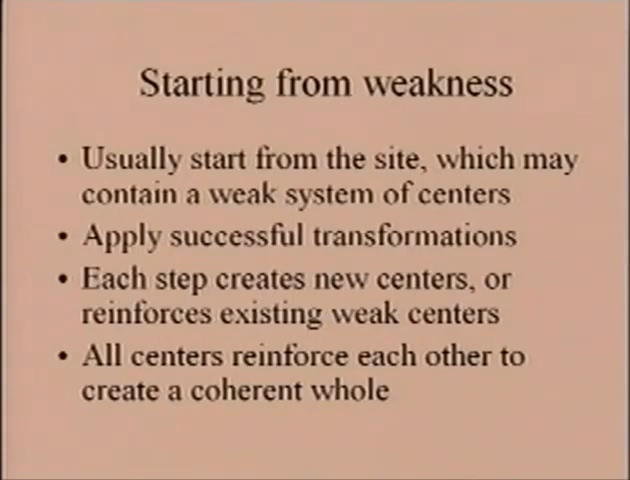 Starting from weakness
• Usually start from the site, which may
contain a weak system of centers
• Apply successful transformations
• Each step creates new centers, or
reinforces existing weak centers
• All centers reinforce each other to
create a coherent whole